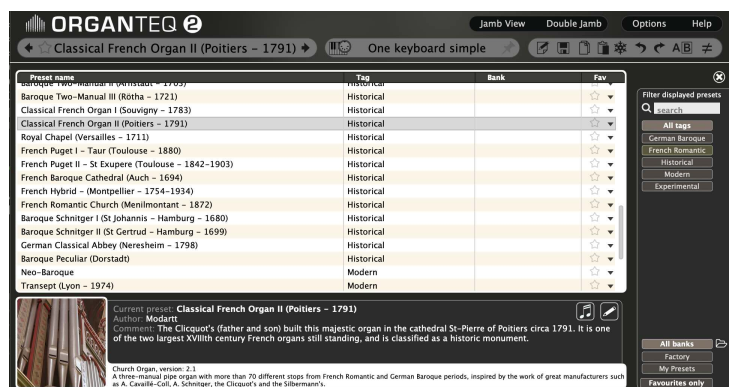 ORGANTEQ 2
Jamb View Double Jamb Options Help
Classical French Organ II (Poitiers - 1791) One keyboard simple A B
Preset name Tag Bank Fav
Baroque Two-Manual II (Arnstadt - 1703) Historical
Baroque Two-Manual III (Rötha - 1721) Historical
Classical French Organ I (Souvigny - 1783) Historical
Classical French Organ II (Poitiers - 1791) Historical
Royal Chapel (Versailles - 1711) Historical
French Puget I - Taur (Toulouse - 1880) Historical
French Puget II - St Exupere (Toulouse - 1842-1903) Historical
French Baroque Cathedral (Auch - 1694) Historical
French Hybrid - (Montpellier - 1754-1934) Historical
French Romantic Church (Menilmontant - 1872) Historical
Baroque Schnitger I (St Johannis - Hamburg - 1680) Historical
Baroque Schnitger II (St Gertrud - Hamburg - 1699) Historical
German Classical Abbey (Neresheim - 1798) Historical
Baroque Peculiar (Dorstadt) Historical
Neo-Baroque Modern
Transept (Lyon - 1974) Modern
Filter displayed presets
search
All tags
German Baroque
French Romantic
Historical
Modern
Experimental
All banks
Factory
My Presets
Favourites only
Current preset: Classical French Organ II (Poitiers - 1791)
Author: Modartt
Comment: The Clicquot's (father and son) built this majestic organ in the cathedral St-Pierre of Poitiers circa 1791. It is one
of the two largest XVIIIth century French organs still standing, and is classified as a historic monument.
Church Organ, version: 2.1
A three-manual pipe organ with more than 70 different stops from French Romantic and German Baroque periods, inspired by the work of great manufacturers such
as A. Cavaillé-Coll, A. Schnitger, the Clicquot's and the Silbermann's.